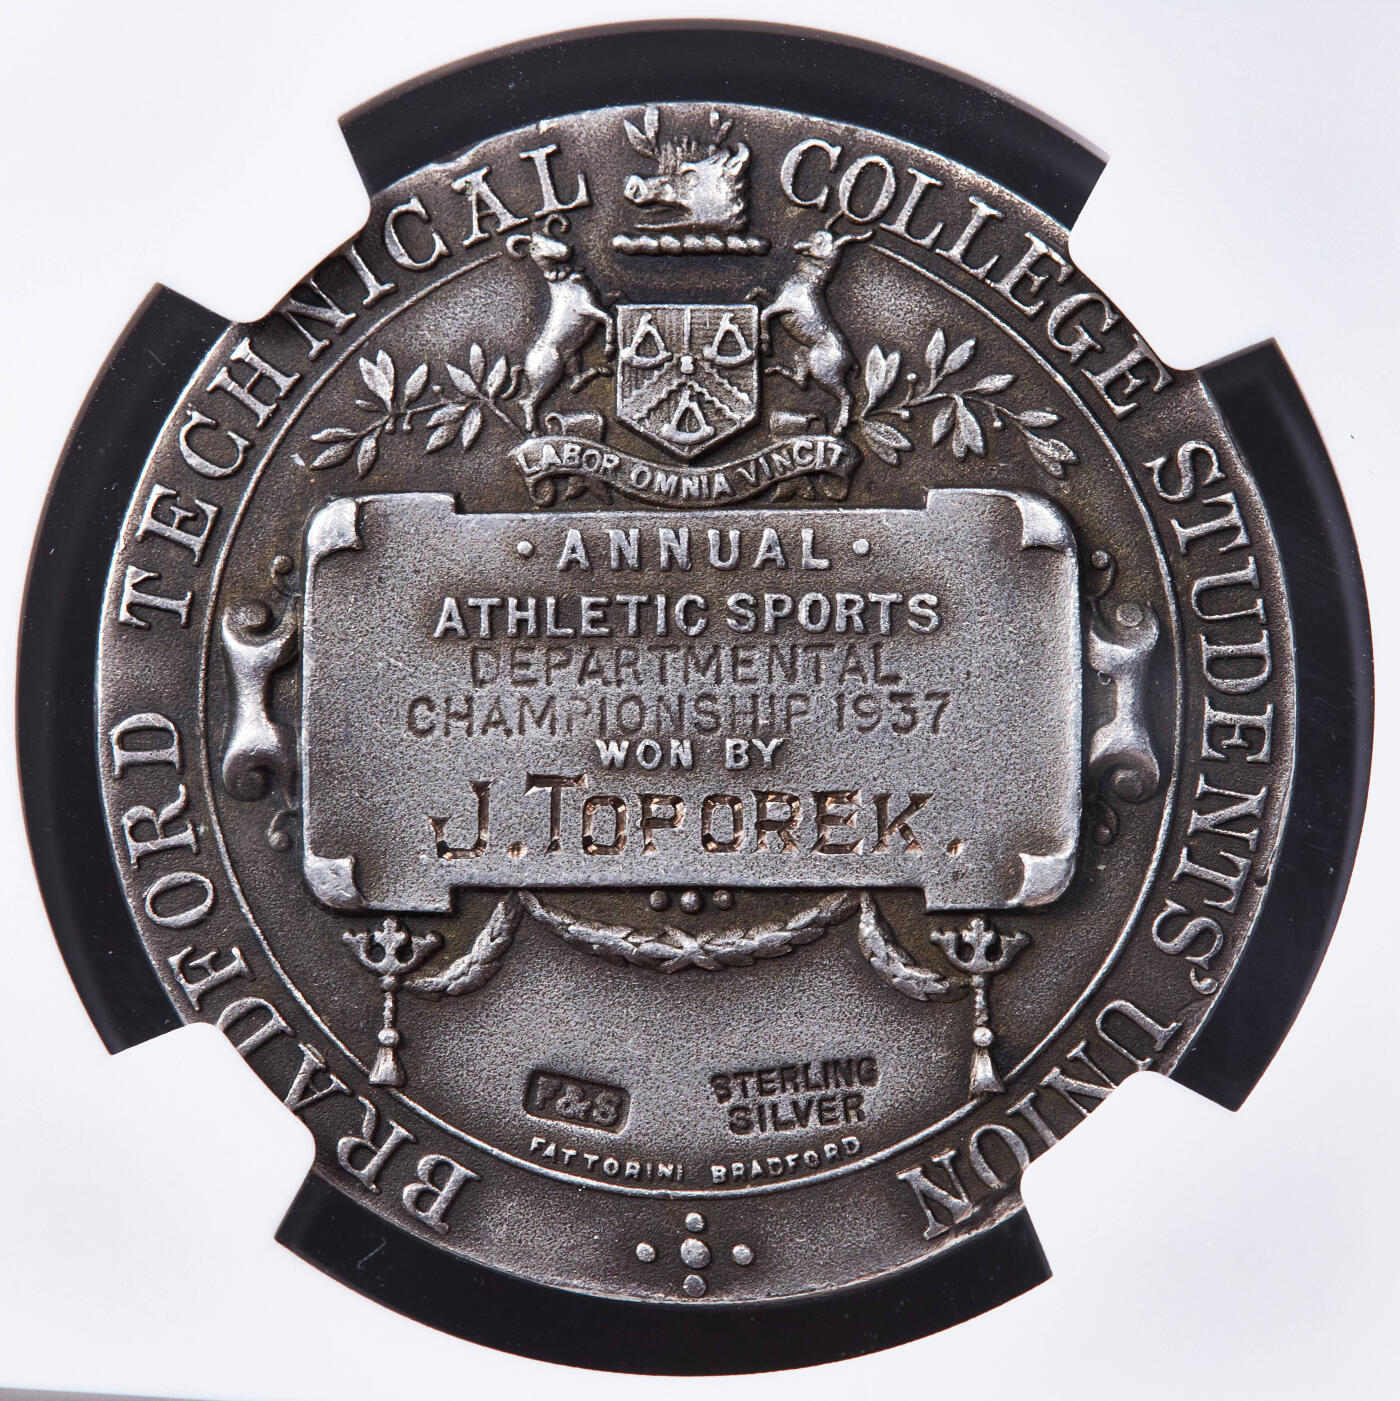 BRADFORD TECHNICAL COLLEGE STUDENTS' UNION
LABOR OMNIA VINCIT
· ANNUAL ·
ATHLETIC SPORTS
DEPARTMENTAL
CHAMPIONSHIP 1937
WON BY
J. TOPOREK.
F&S
STERLING
SILVER
FATTORINI BRADFORD